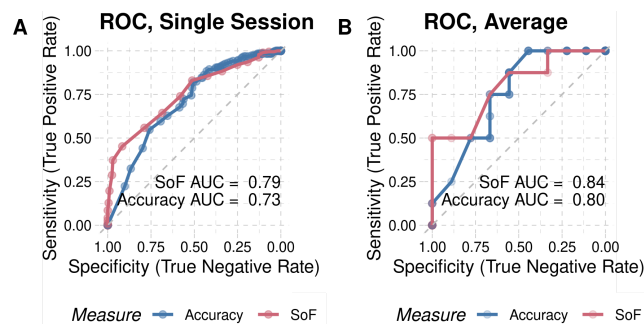 A
ROC, Single Session
Sensitivity (True Positive Rate)
1.00
0.75
0.50
0.25
0.00
SoF AUC = 0.79
Accuracy AUC = 0.73
1.00 0.75 0.50 0.25 0.00
Specificity (True Negative Rate)
Measure Accuracy SoF
B
ROC, Average
Sensitivity (True Positive Rate)
1.00
0.75
0.50
0.25
0.00
SoF AUC = 0.84
Accuracy AUC = 0.80
1.00 0.75 0.50 0.25 0.00
Specificity (True Negative Rate)
Measure Accuracy SoF